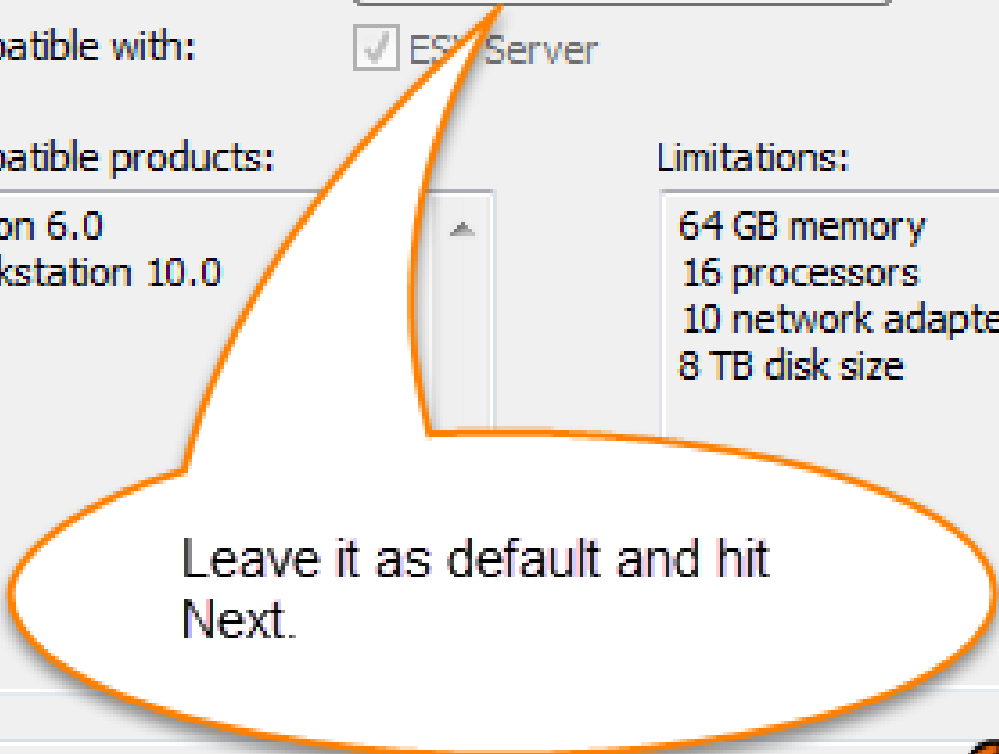 patible with:
ESX Server
patible products:
Limitations:
on 6.0
kstation 10.0
64 GB memory
16 processors
10 network adapte
8 TB disk size
Leave it as default and hit
Next.